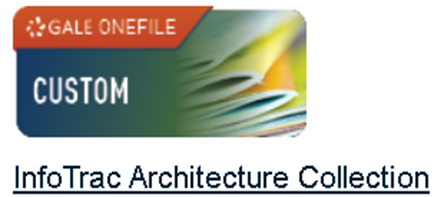 GALE ONEFILE
CUSTOM
InfoTrac Architecture Collection